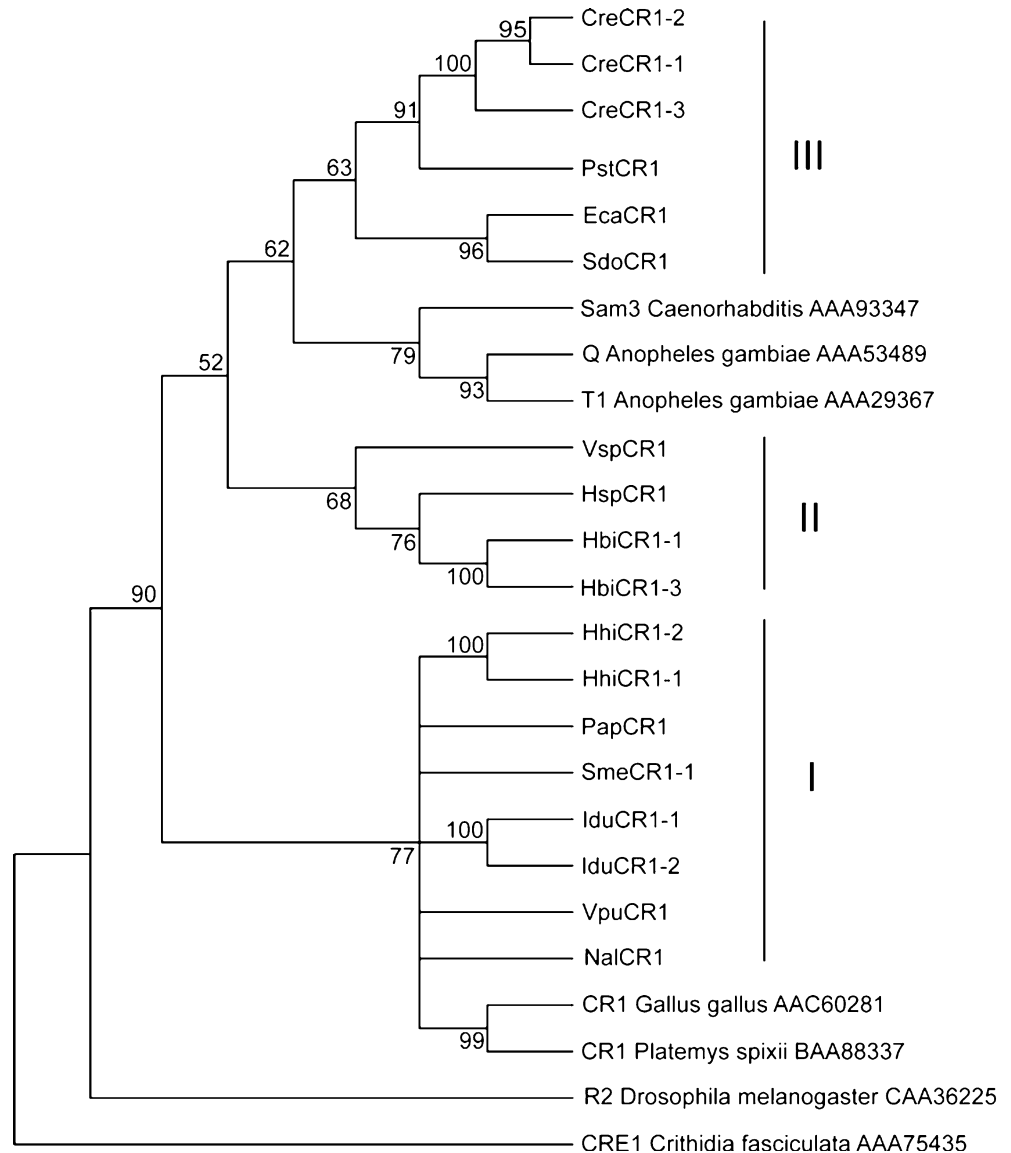 CreCR1-2
95
CreCR1-1
100
CreCR1-3
91
III
PstCR1
63
EcaCR1
96
SdoCR1
62
Sam3 Caenorhabditis AAA93347
79
Q Anopheles gambiae AAA53489
93
T1 Anopheles gambiae AAA29367
52
VspCR1
68
HspCR1
II
76
HbiCR1-1
100
HbiCR1-3
90
HhiCR1-2
100
HhiCR1-1
PapCR1
SmeCR1-1
I
IduCR1-1
100
77
IduCR1-2
VpuCR1
NalCR1
CR1 Gallus gallus AAC60281
99
CR1 Platemys spixii BAA88337
R2 Drosophila melanogaster CAA36225
CRE1 Crithidia fasciculata AAA75435